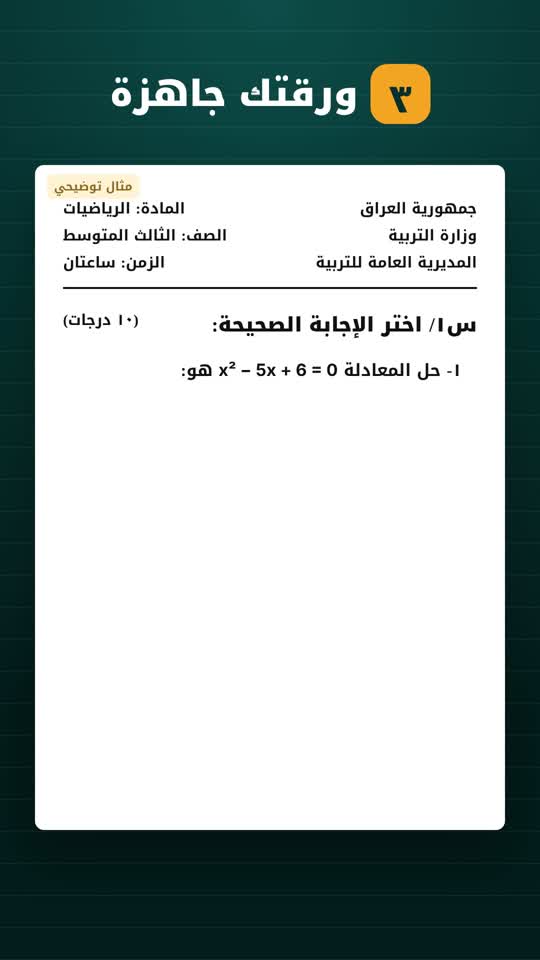 ٣ ورقتك جاهزة
مثال توضيحي
جمهورية العراق المادة: الرياضيات
وزارة التربية الصف: الثالث المتوسط
المديرية العامة للتربية الزمن: ساعتان
س١/ اختر الإجابة الصحيحة: (١٠ درجات)
١- حل المعادلة x² − 5x + 6 = 0 هو: